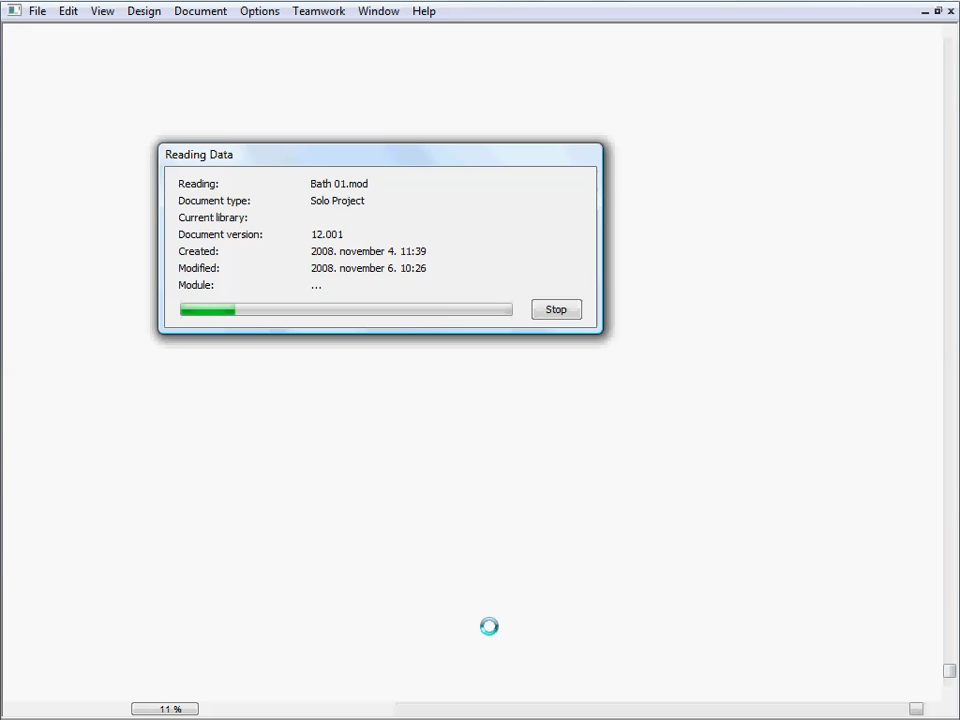 File Edit View Design Document Options Teamwork Window Help
Reading Data
Reading: Bath 01.mod
Document type: Solo Project
Current library:
Document version: 12.001
Created: 2008. november 4. 11:39
Modified: 2008. november 6. 10:26
Module: ...
Stop
11 %